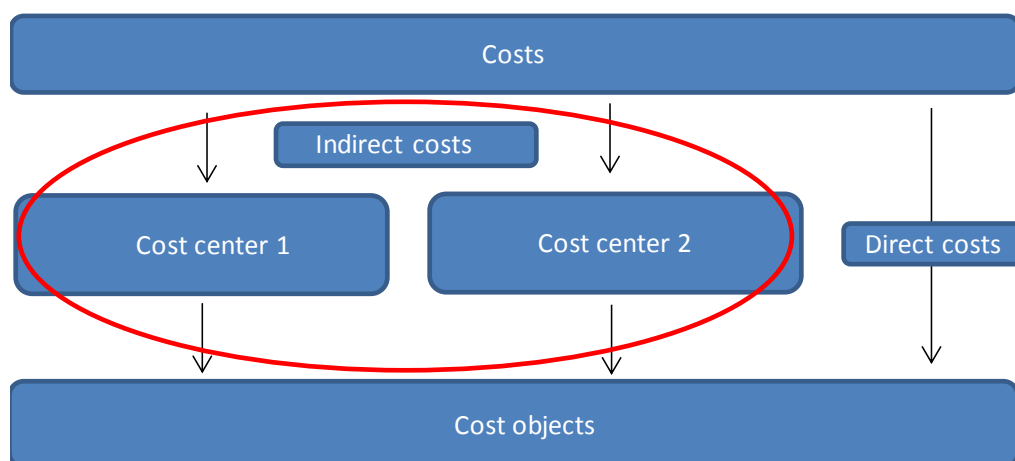 Costs
Indirect costs
Cost center 1
Cost center 2
Direct costs
Cost objects